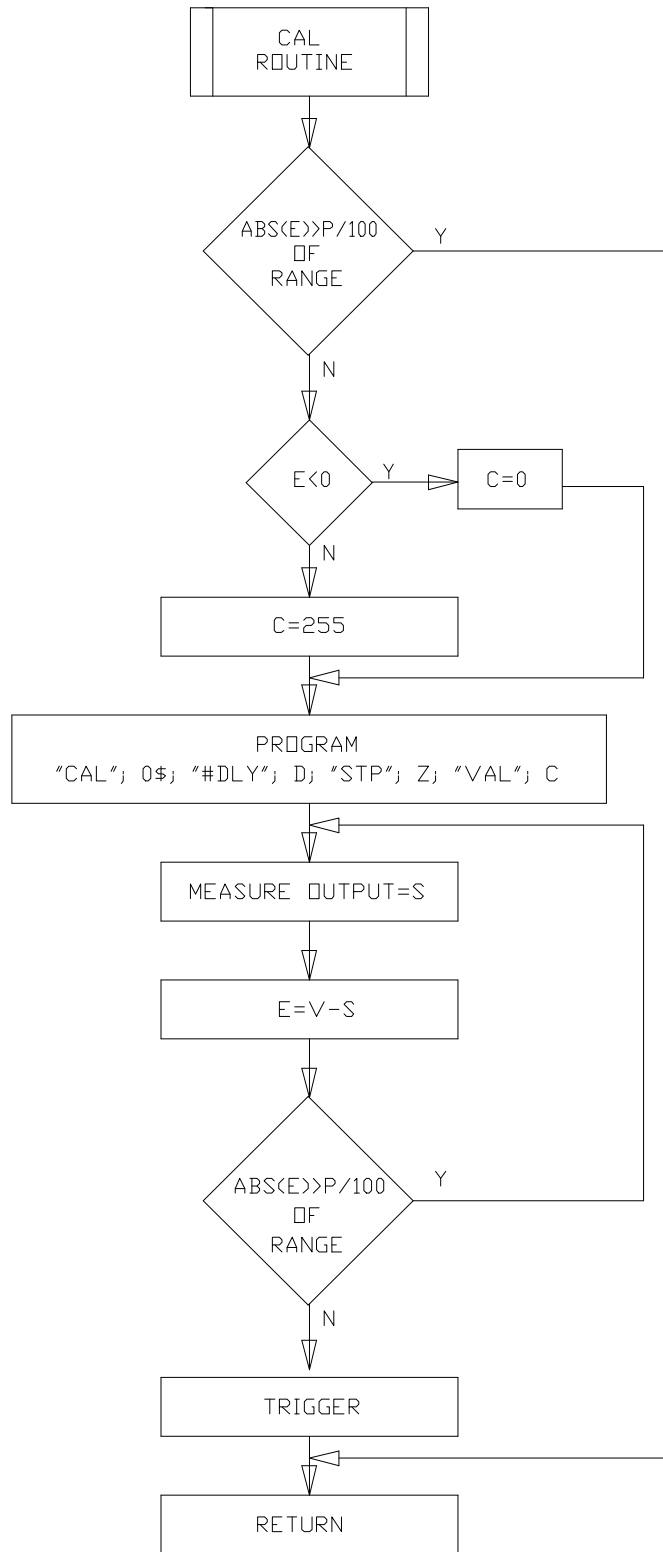 CAL
ROUTINE
ABS(E)>P/100
OF
RANGE
Y
N
E<0
Y
C=0
N
C=255
PROGRAM
"CAL"; 0$; "#DLY"; D; "STP"; Z; "VAL"; C
MEASURE OUTPUT=S
E=V-S
ABS(E)>P/100
OF
RANGE
Y
N
TRIGGER
RETURN